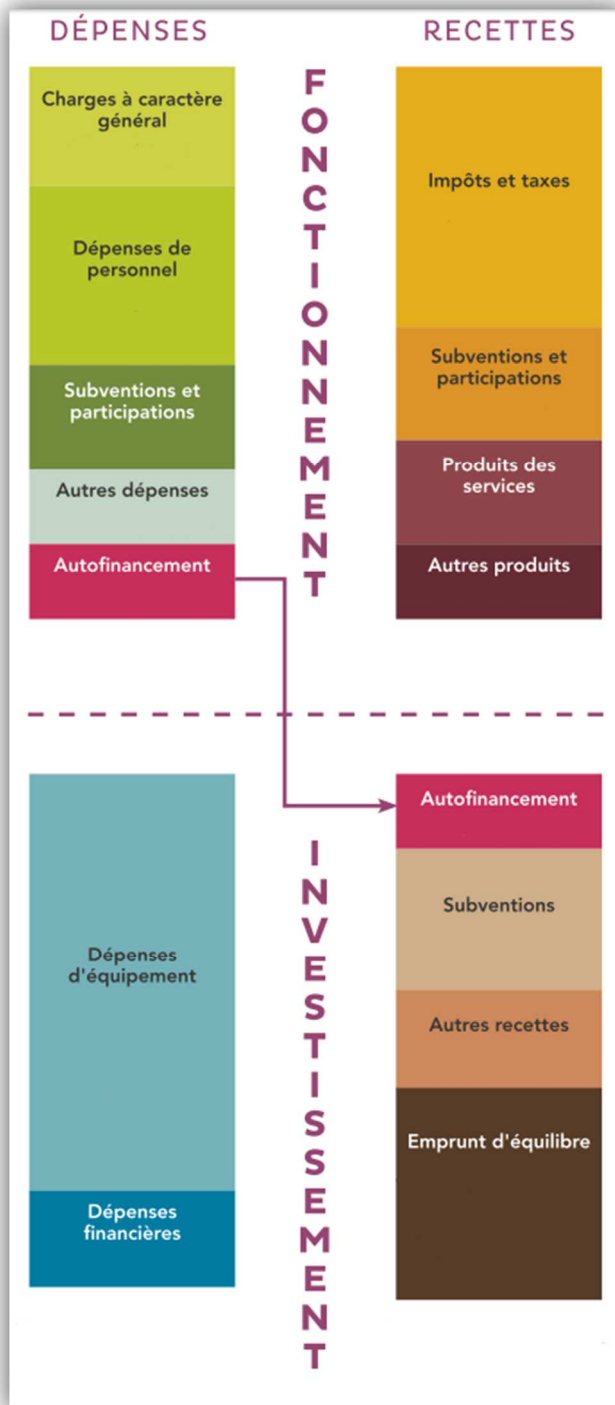 DÉPENSES
RECETTES
FONCTIONNEMENT
Charges à caractère
général
Dépenses de
personnel
Subventions et
participations
Autres dépenses
Autofinancement
Impôts et taxes
Subventions et
participations
Produits des
services
Autres produits
INVESTISSEMENT
Dépenses
d'équipement
Dépenses
financières
Autofinancement
Subventions
Autres recettes
Emprunt d'équilibre